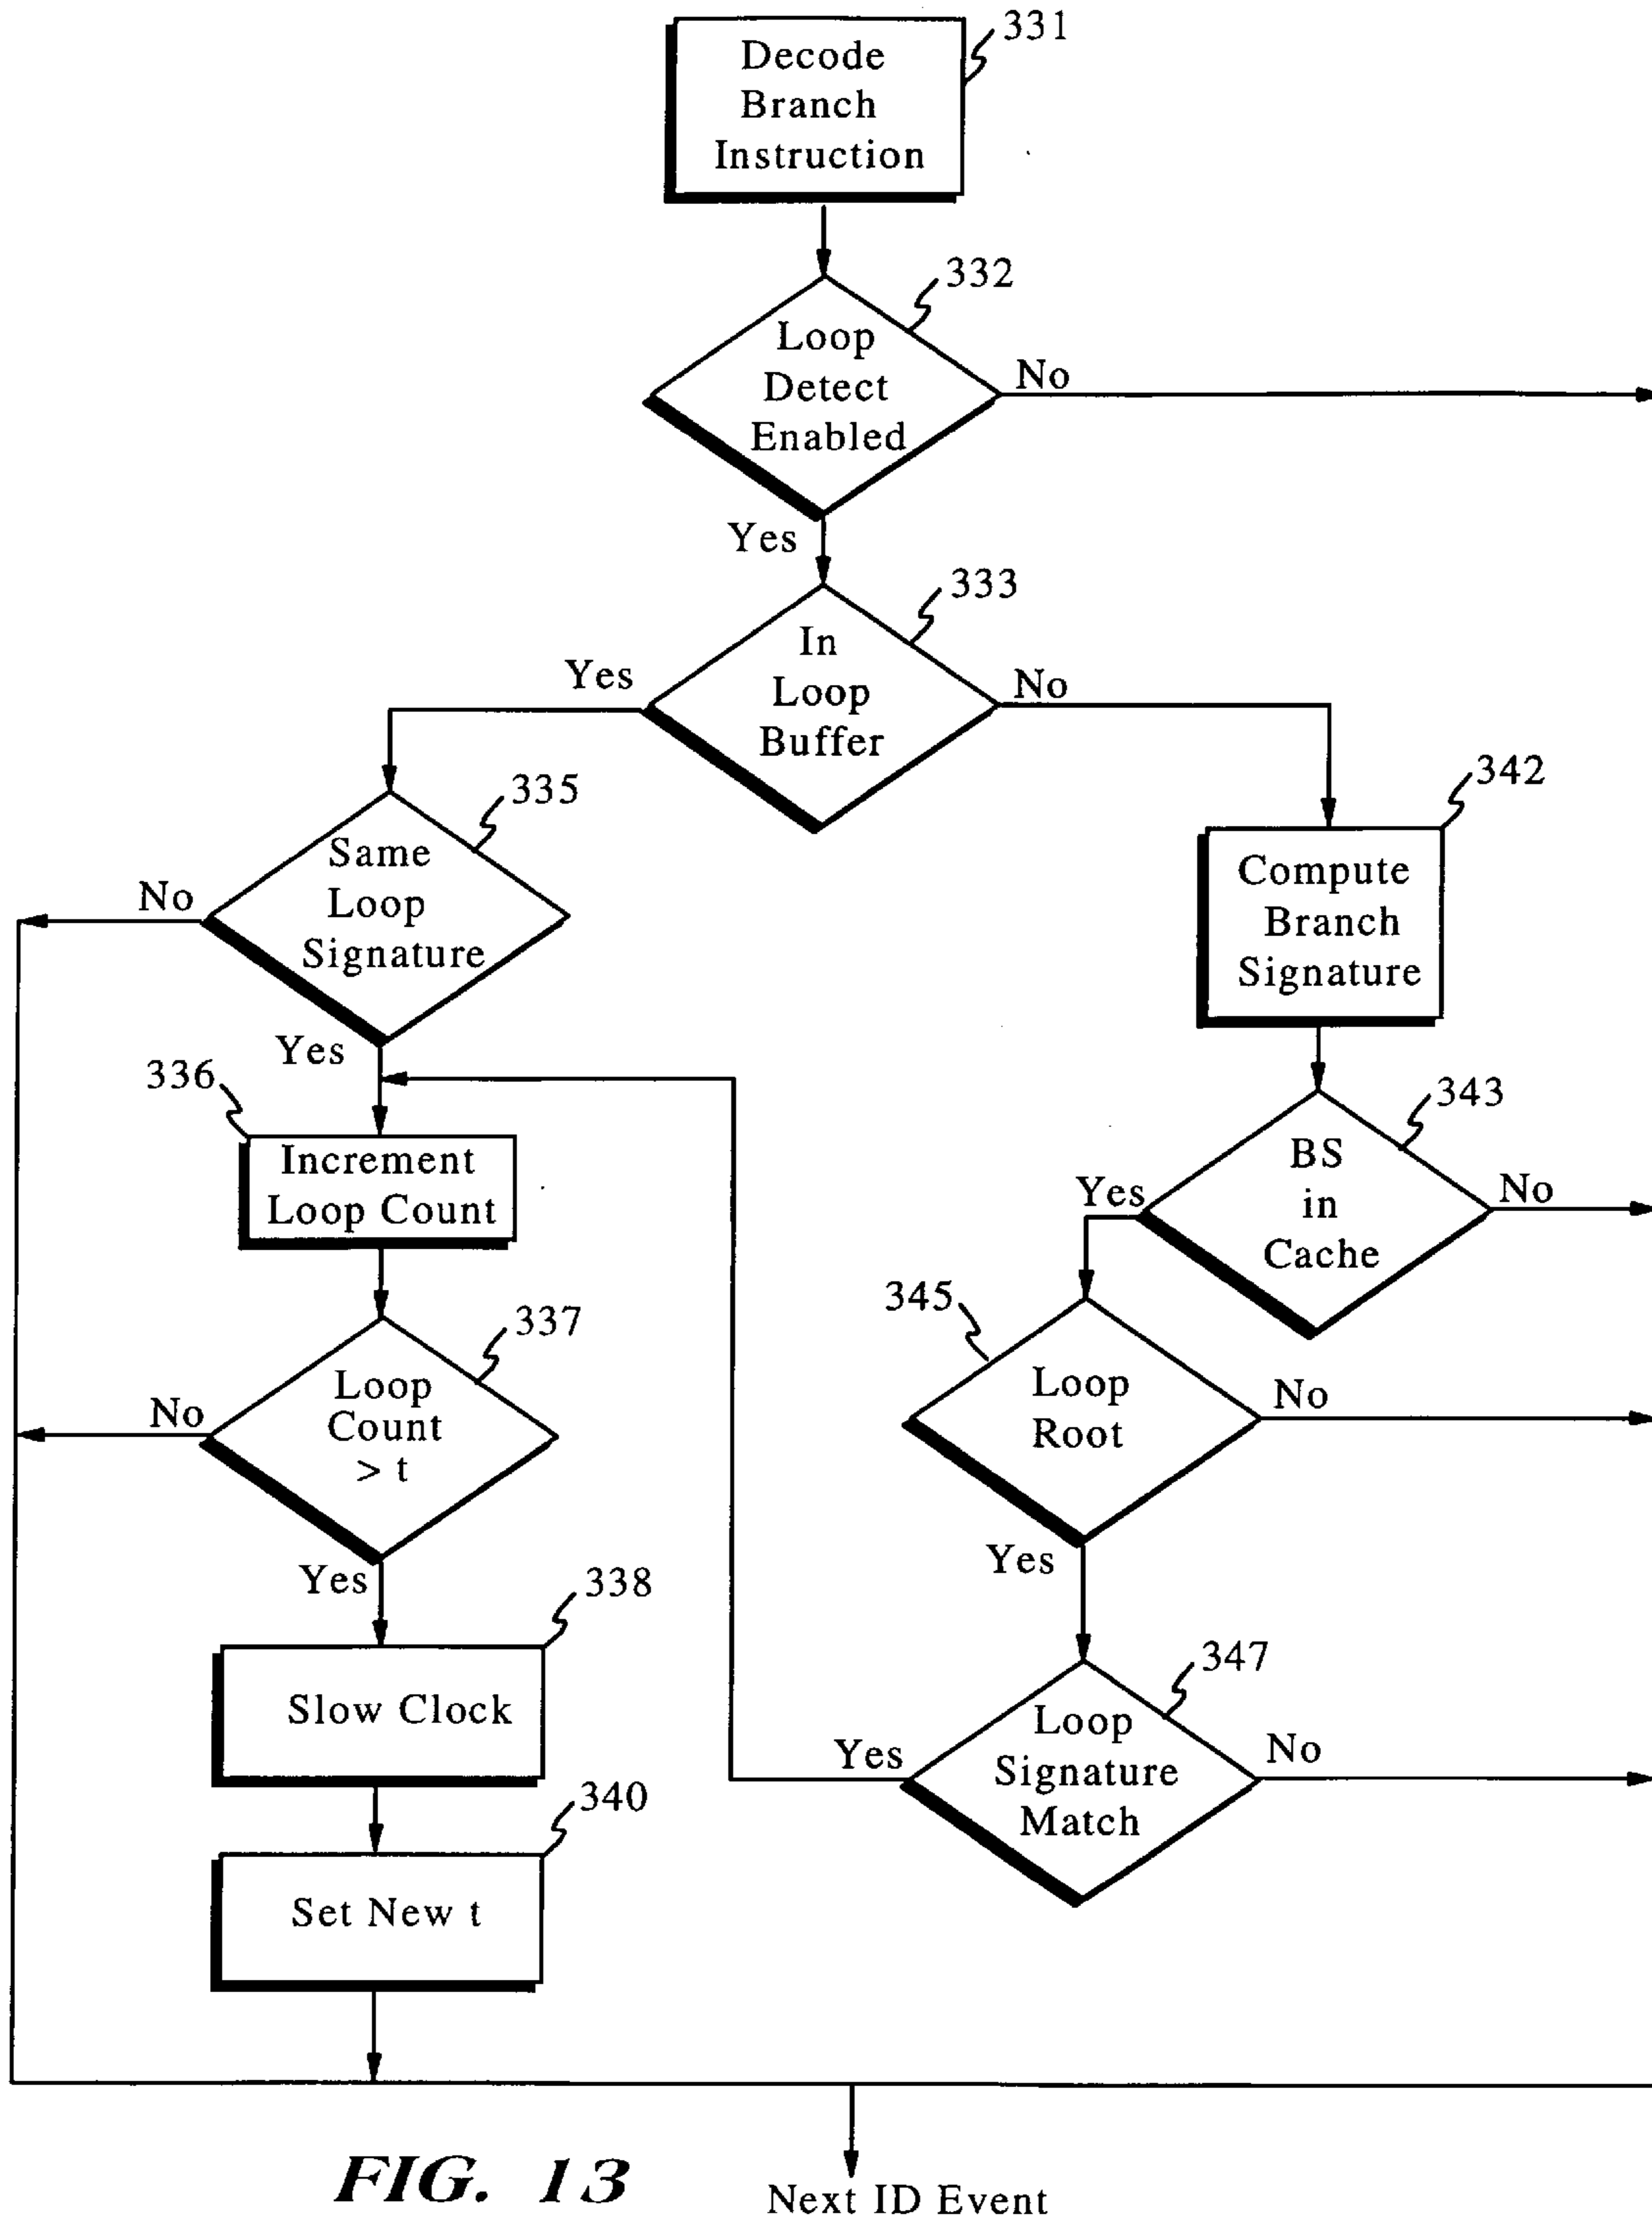 331
Decode
Branch
Instruction
332
Loop
Detect
Enabled
No
Yes
333
In
Loop
Buffer
Yes
No
335
Same
Loop
Signature
No
Yes
342
Compute
Branch
Signature
336
Increment
Loop Count
343
BS
in
Cache
Yes
No
337
Loop
Count
> t
No
Yes
345
Loop
Root
No
Yes
338
Slow Clock
347
Loop
Signature
Match
Yes
No
340
Set New t
FIG. 13
Next ID Event